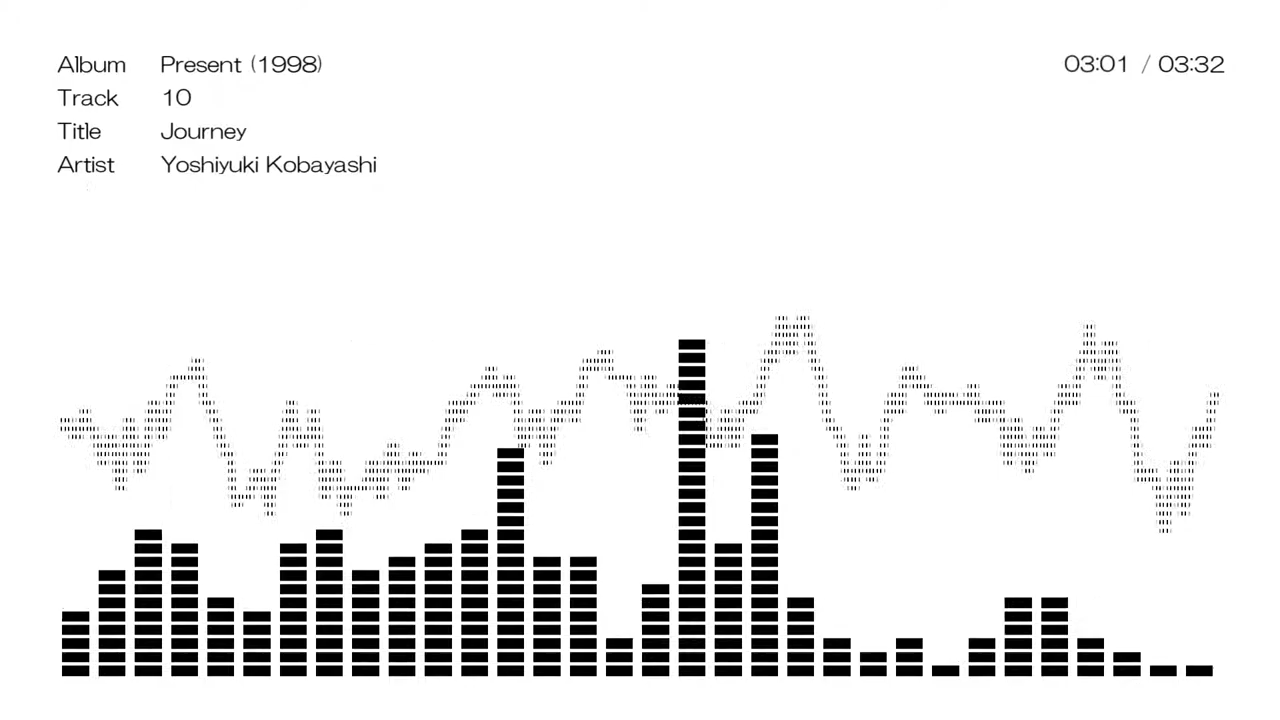 Album Present (1998)
03:01 / 03:32
Track 10
Title Journey
Artist Yoshiyuki Kobayashi